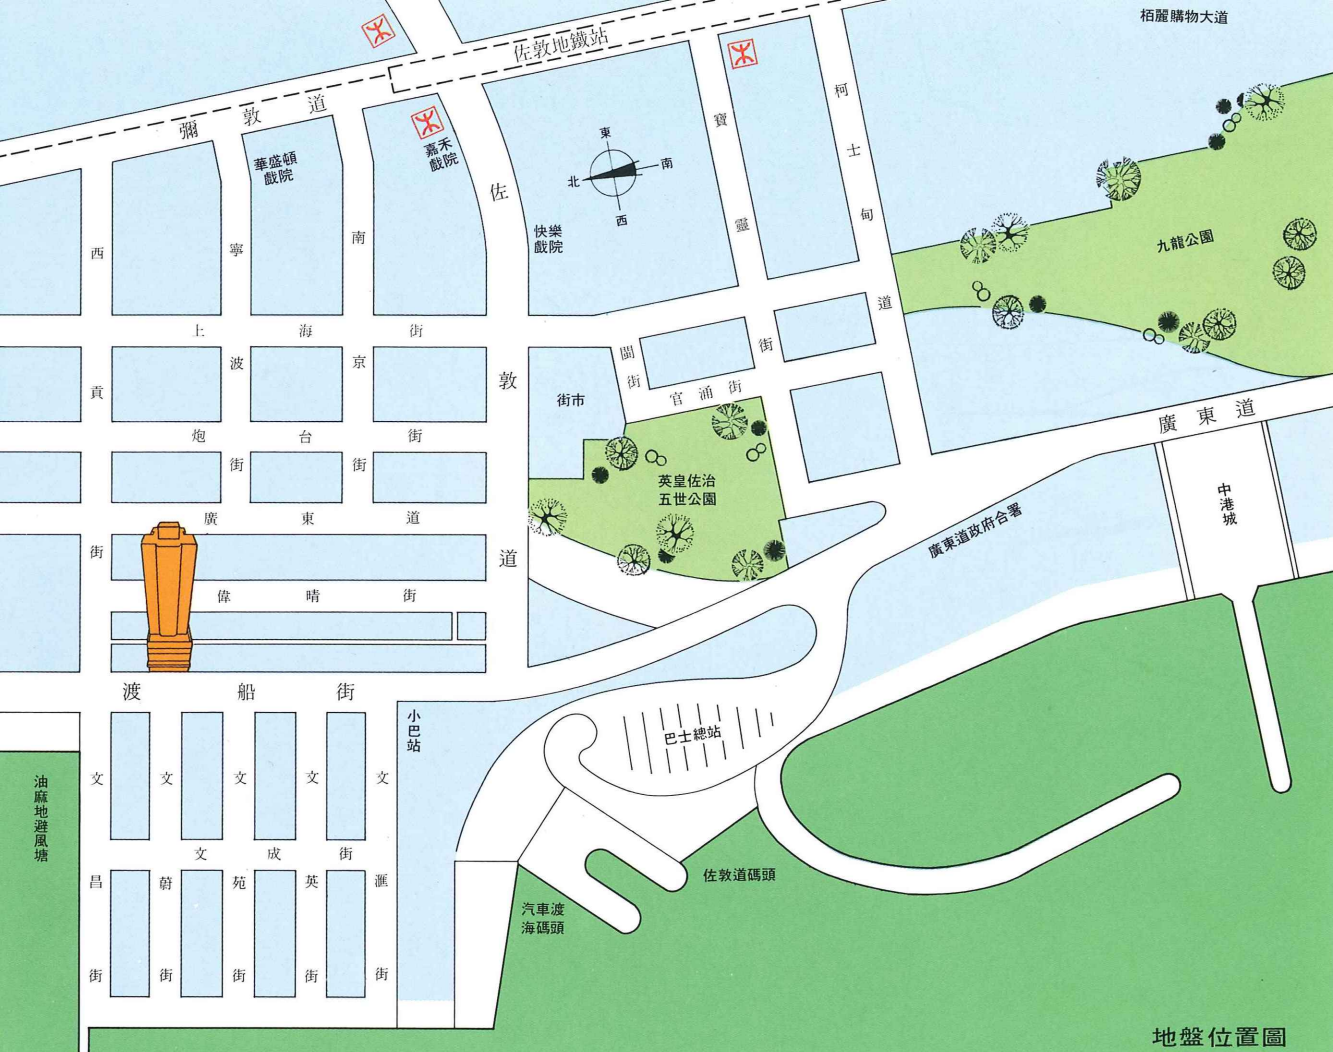 栢麗購物大道
佐敦地鐵站
彌敦道
嘉禾
戲院
華盛頓
戲院
快樂
戲院
東
南
西
北
佐敦道
寶靈街
柯士甸道
九龍公園
西貢街
寧波街
南京街
上海街
閩街
官涌街
街市
炮台街
英皇佐治
五世公園
廣東道
廣東道
中港城
廣東道政府合署
偉晴街
渡船街
小巴站
巴士總站
油麻地避風塘
文昌街
文蔚街
文苑街
文英街
文滙街
文成街
佐敦道碼頭
汽車渡
海碼頭
地盤位置圖